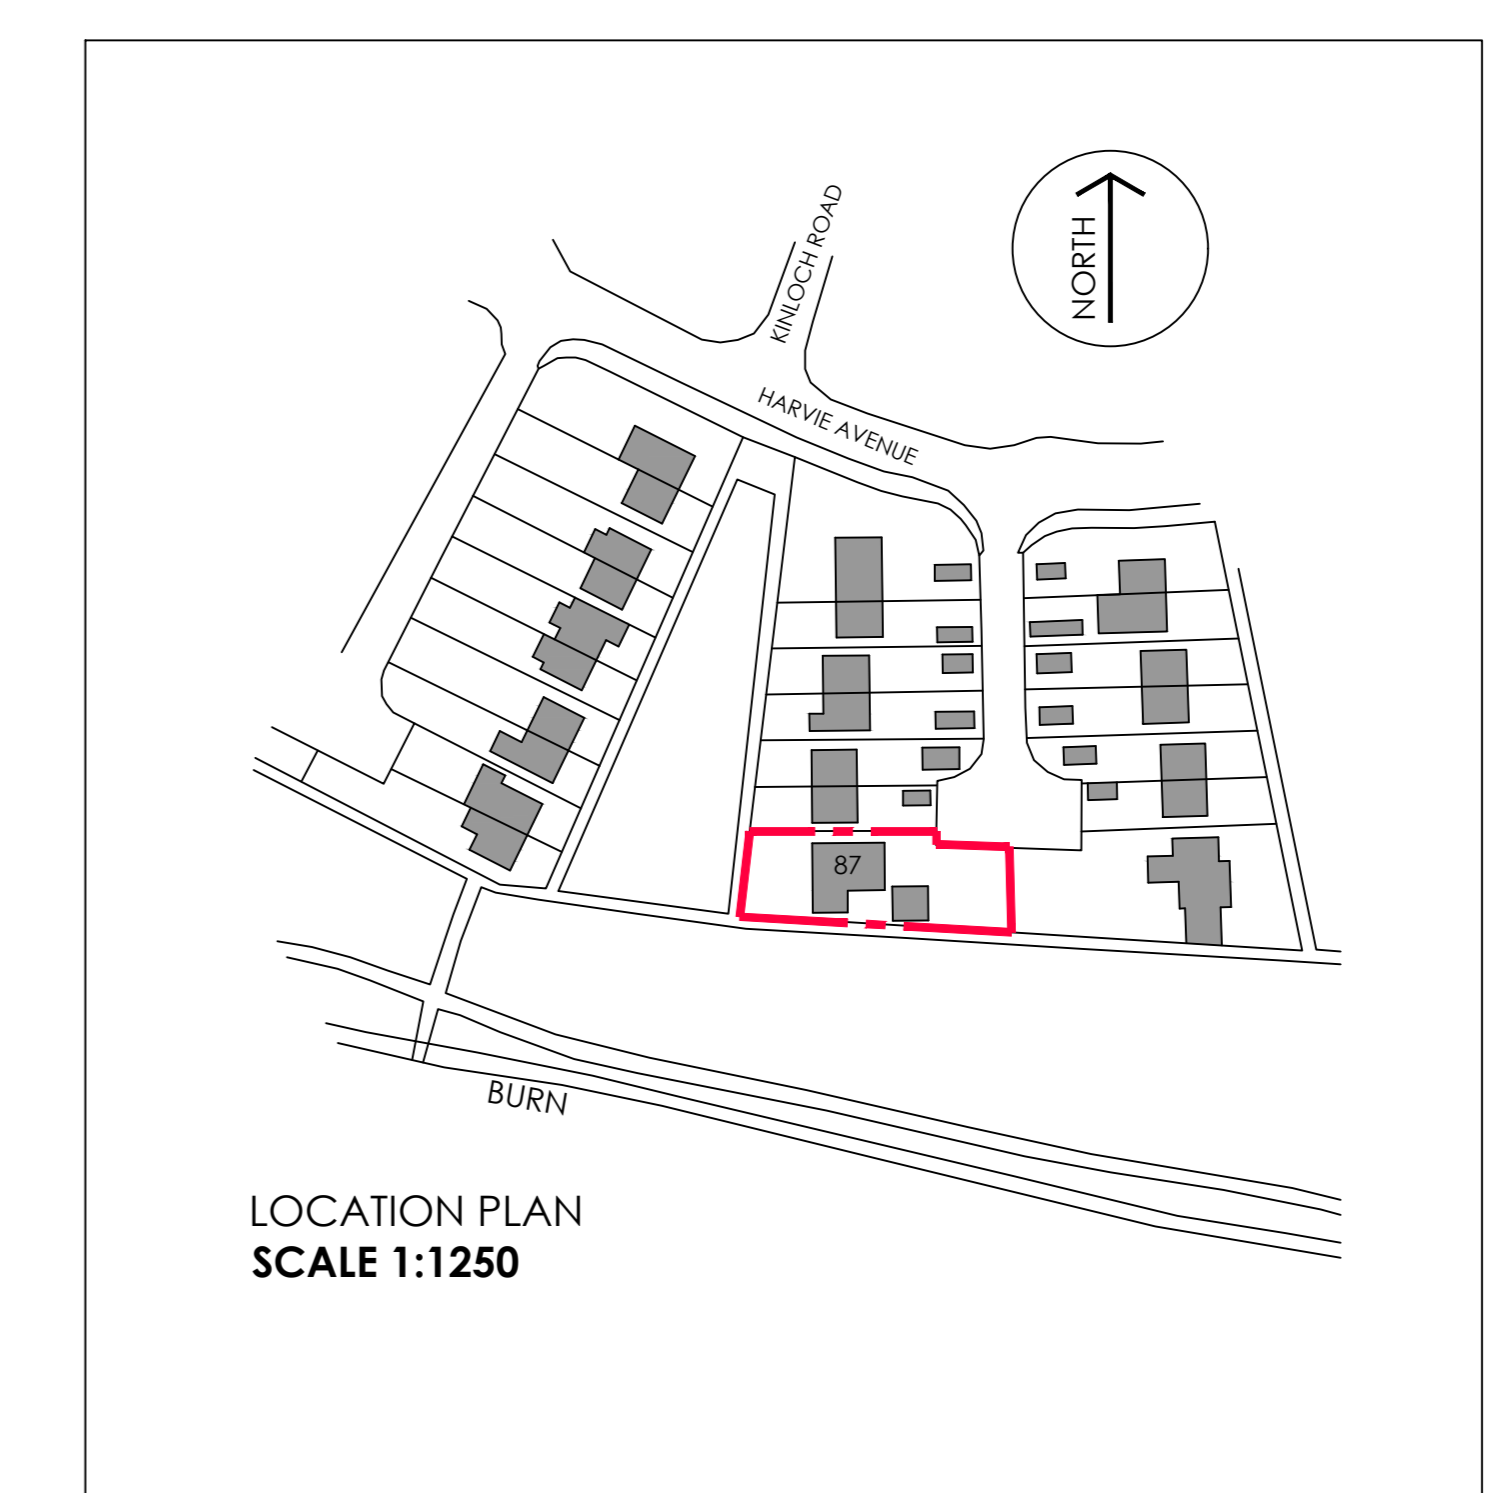 KINLOCH ROAD
NORTH
HARVIE AVENUE
87
BURN
LOCATION PLAN
SCALE 1:1250